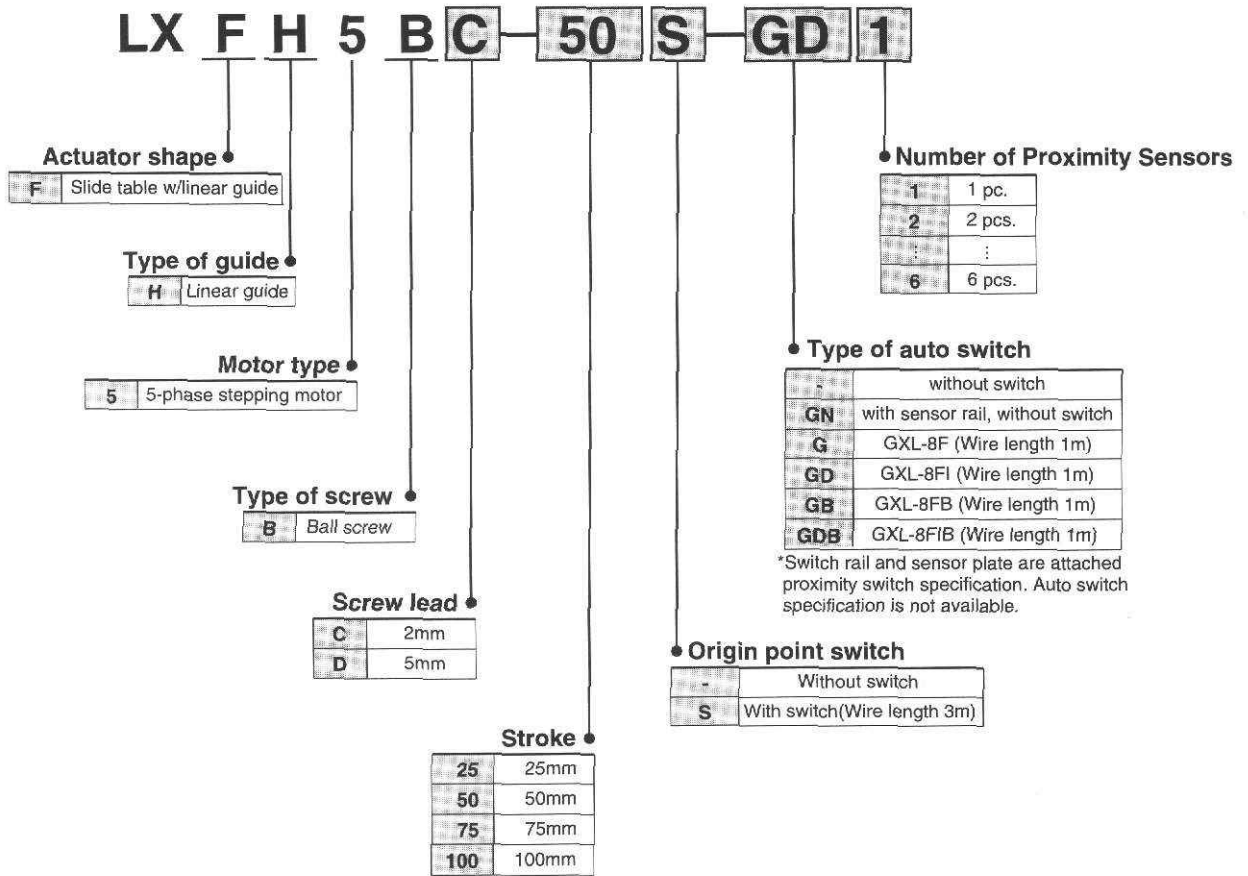 LX F H 5 B C - 50 S - GD 1
Actuator shape
F Slide table w/linear guide
Type of guide
H Linear guide
Motor type
5 5-phase stepping motor
Type of screw
B Ball screw
Screw lead
C 2mm
D 5mm
Stroke
25 25mm
50 50mm
75 75mm
100 100mm
Number of Proximity Sensors
1 1 pc.
2 2 pcs.
⋮ ⋮
6 6 pcs.
Type of auto switch
- without switch
GN with sensor rail, without switch
G GXL-8F (Wire length 1m)
GD GXL-8FI (Wire length 1m)
GB GXL-8FB (Wire length 1m)
GDB GXL-8FIB (Wire length 1m)
*Switch rail and sensor plate are attached
proximity switch specification. Auto switch
specification is not available.
Origin point switch
- Without switch
S With switch(Wire length 3m)